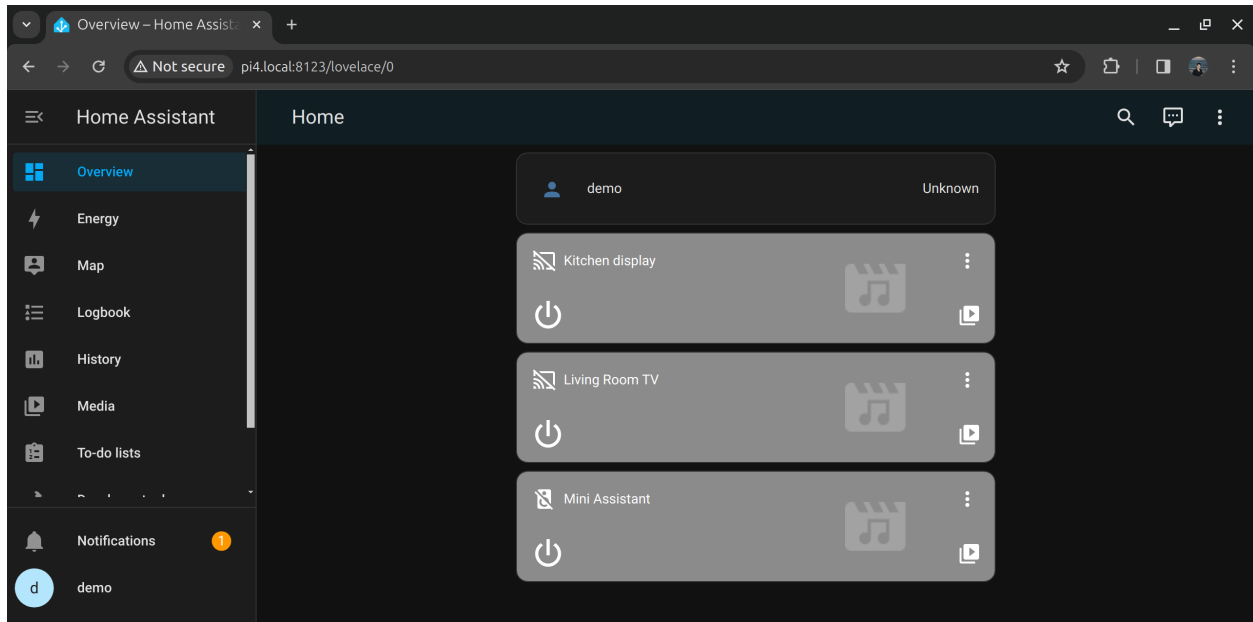 Overview – Home Assista
Not secure pi4.local:8123/lovelace/0
Home Assistant
Home
Overview
Energy
Map
Logbook
History
Media
To-do lists
Notifications 1
d demo
demo Unknown
Kitchen display
Living Room TV
Mini Assistant